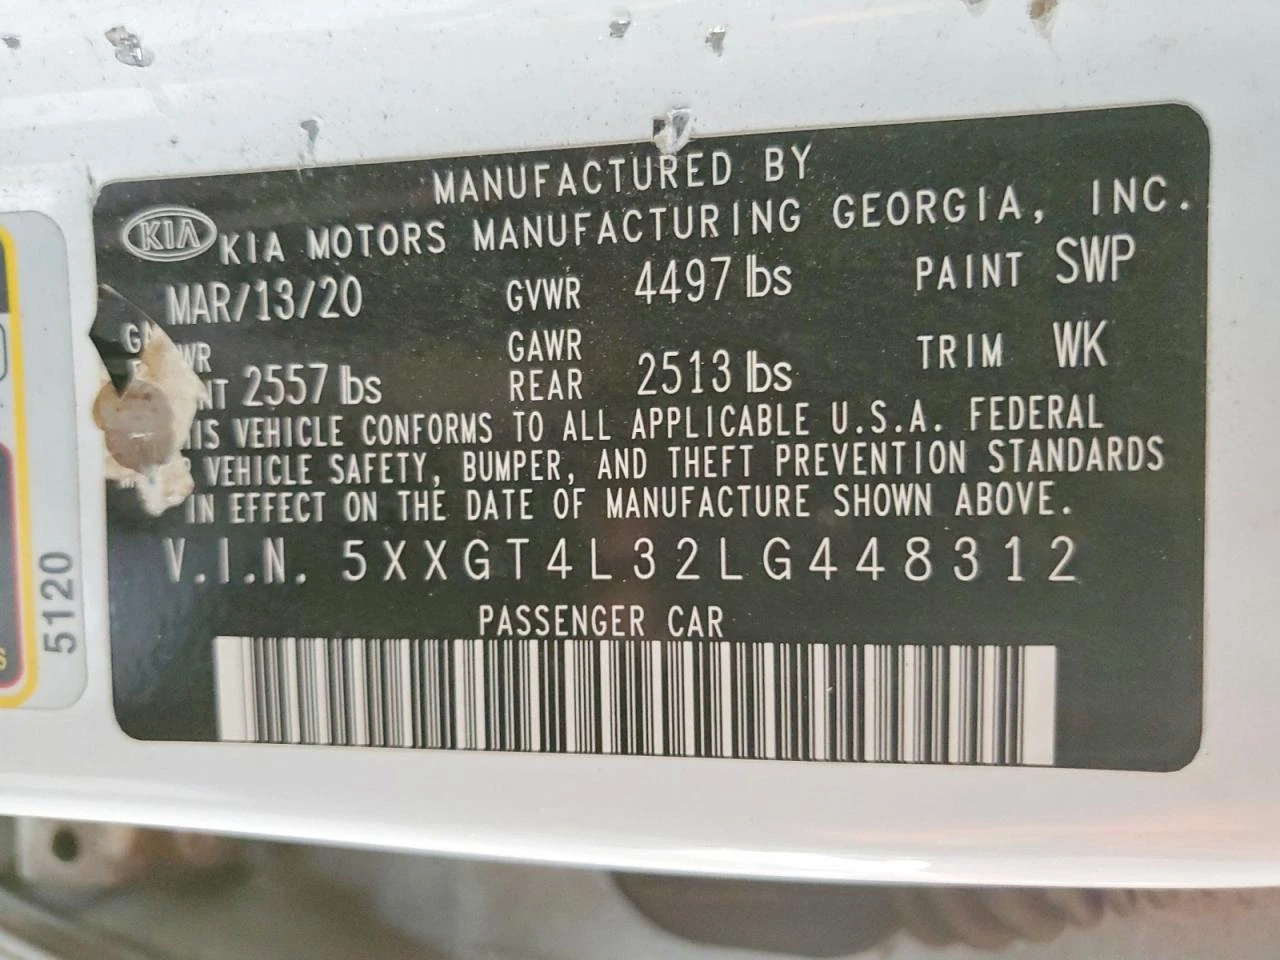 MANUFACTURED BY
KIA KIA MOTORS MANUFACTURING GEORGIA, INC.
MAR/13/20 GVWR 4497 lbs PAINT SWP
GAWR TRIM WK
2557 lbs REAR 2513 lbs
VEHICLE CONFORMS TO ALL APPLICABLE U.S.A. FEDERAL
VEHICLE SAFETY, BUMPER, AND THEFT PREVENTION STANDARDS
IN EFFECT ON THE DATE OF MANUFACTURE SHOWN ABOVE.
V.I.N. 5XXGT4L32LG448312
PASSENGER CAR
5120